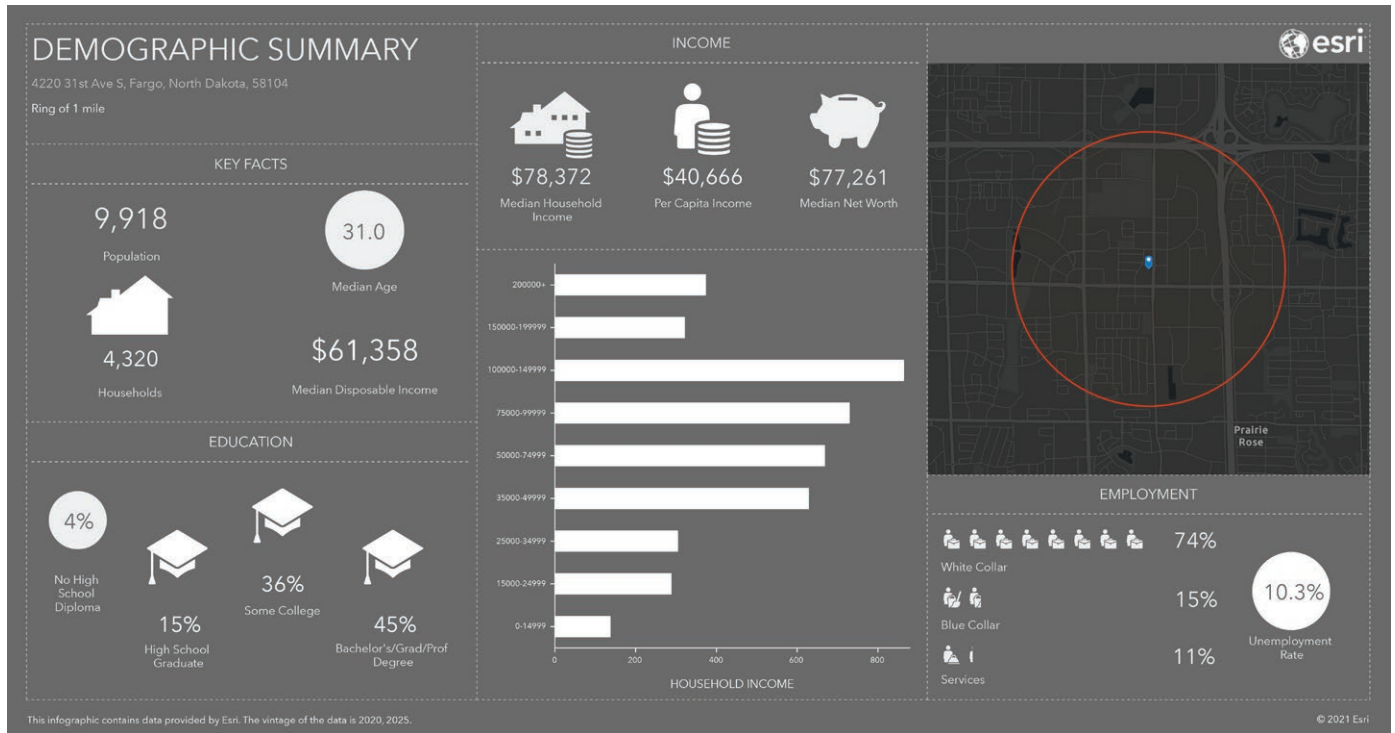 DEMOGRAPHIC SUMMARY
4220 31st Ave S, Fargo, North Dakota, 58104
Ring of 1 mile
KEY FACTS
9,918
Population
31.0
Median Age
4,320
Households
$61,358
Median Disposable Income
EDUCATION
4%
No High
School
Diploma
15%
High School
Graduate
36%
Some College
45%
Bachelor's/Grad/Prof
Degree
INCOME
$78,372
Median Household
Income
$40,666
Per Capita Income
$77,261
Median Net Worth
200000+
150000-199999
100000-149999
75000-99999
50000-74999
35000-49999
25000-34999
15000-24999
0-14999
0 200 400 600 800
HOUSEHOLD INCOME
esri
Prairie
Rose
EMPLOYMENT
74%
White Collar
15%
Blue Collar
11%
Services
10.3%
Unemployment
Rate
This infographic contains data provided by Esri. The vintage of the data is 2020, 2025.
© 2021 Esri